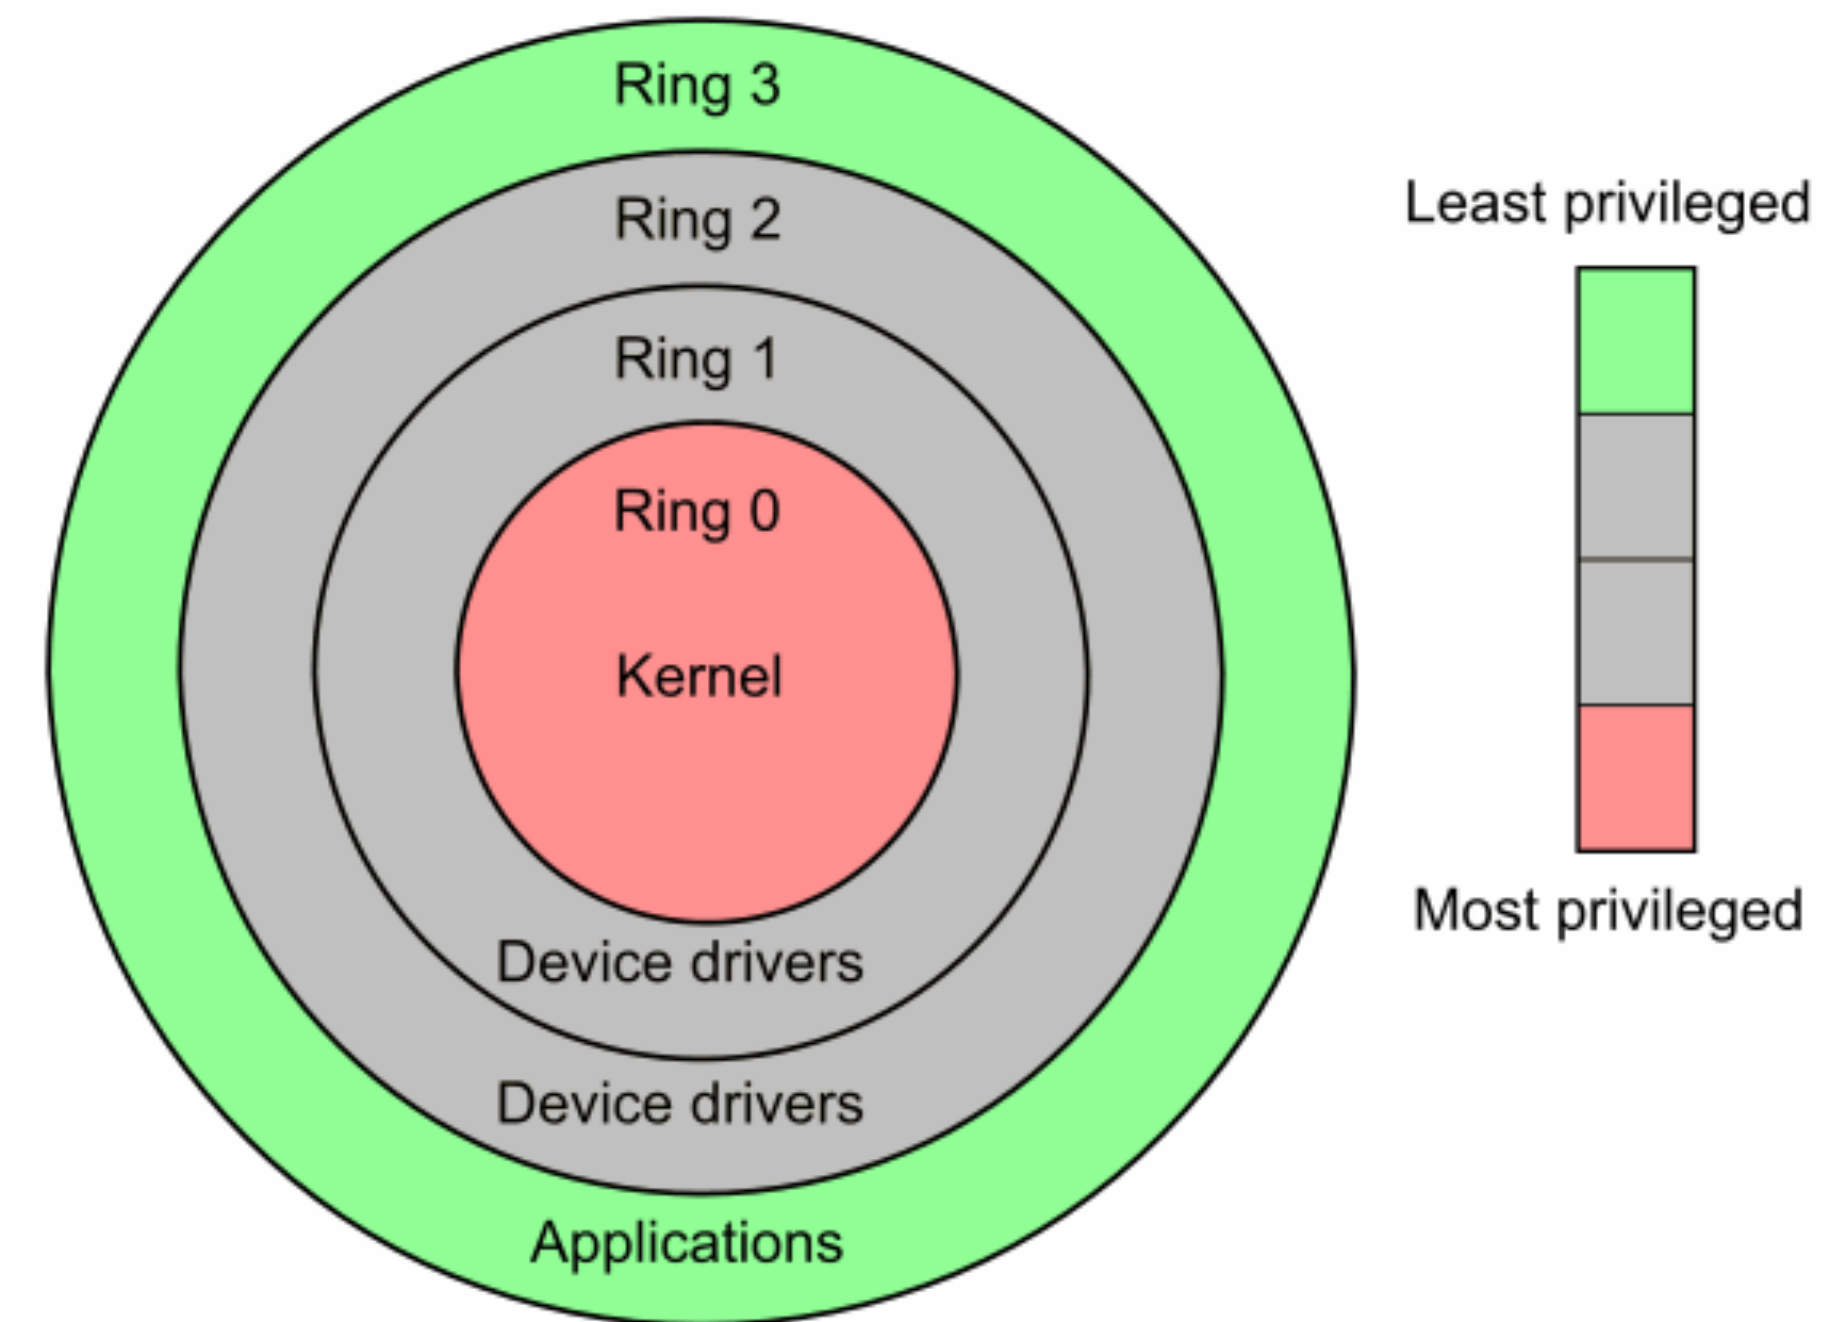 Ring 3
Ring 2
Ring 1
Ring 0
Kernel
Device drivers
Device drivers
Applications
Least privileged
Most privileged